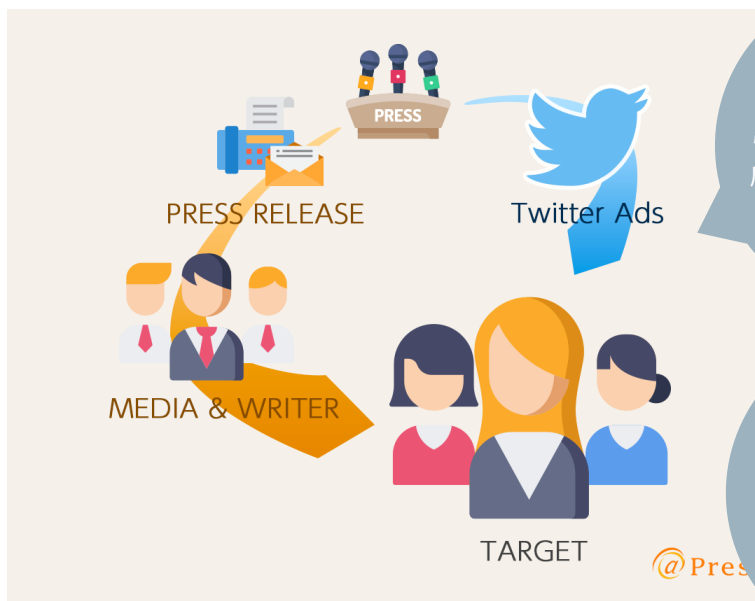 PRESS
PRESS RELEASE
Twitter Ads
MEDIA & WRITER
TARGET
@Pres